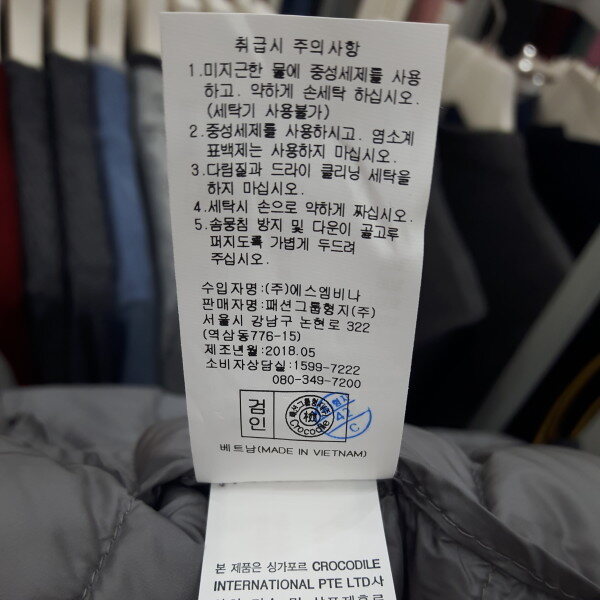 취급시 주의사항
1.미지근한 물에 중성세제를 사용
하고. 약하게 손세탁 하십시오.
(세탁기 사용불가)
2.중성세제를 사용하시고. 염소계
표백제는 사용하지 마십시오.
3.다림질과 드라이 클리닝 세탁을
하지 마십시오.
4.세탁시 손으로 약하게 짜십시오.
5.솜뭉침 방지 및 다운이 골고루
퍼지도록 가볍게 두드려
주십시오.
수입자명:(주)에스엠비나
판매자명:패션그룹형지(주)
서울시 강남구 논현로 322
(역삼동776-15)
제조년월:2018.05
소비자상담실:1599-7222
080-349-7200
검인
패션그룹형지
Crocodile
42
C
베트남(MADE IN VIETNAM)
본 제품은 싱가포르 CROCODILE
INTERNATIONAL PTE LTD사